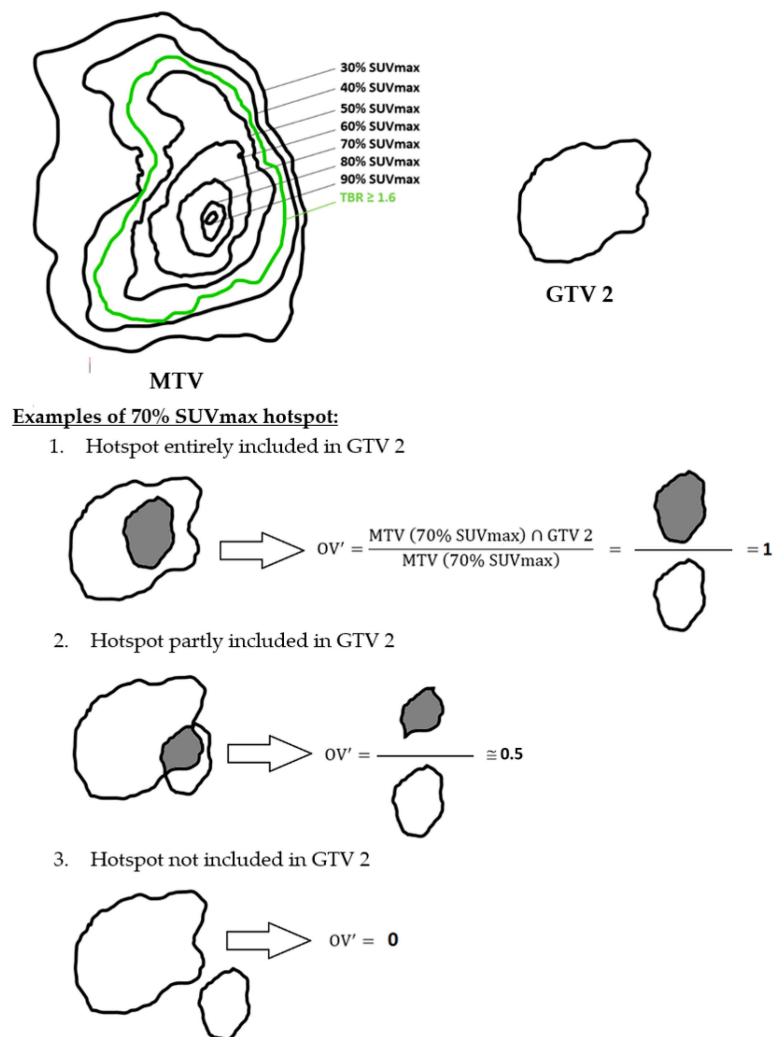 30% SUVmax
40% SUVmax
50% SUVmax
60% SUVmax
70% SUVmax
80% SUVmax
90% SUVmax
TBR ≥ 1.6
GTV 2
MTV
Examples of 70% SUVmax hotspot:
1. Hotspot entirely included in GTV 2
OV′ = MTV (70% SUVmax) ∩ GTV 2 / MTV (70% SUVmax) = = 1
2. Hotspot partly included in GTV 2
OV′ = ≅ 0.5
3. Hotspot not included in GTV 2
OV′ = 0